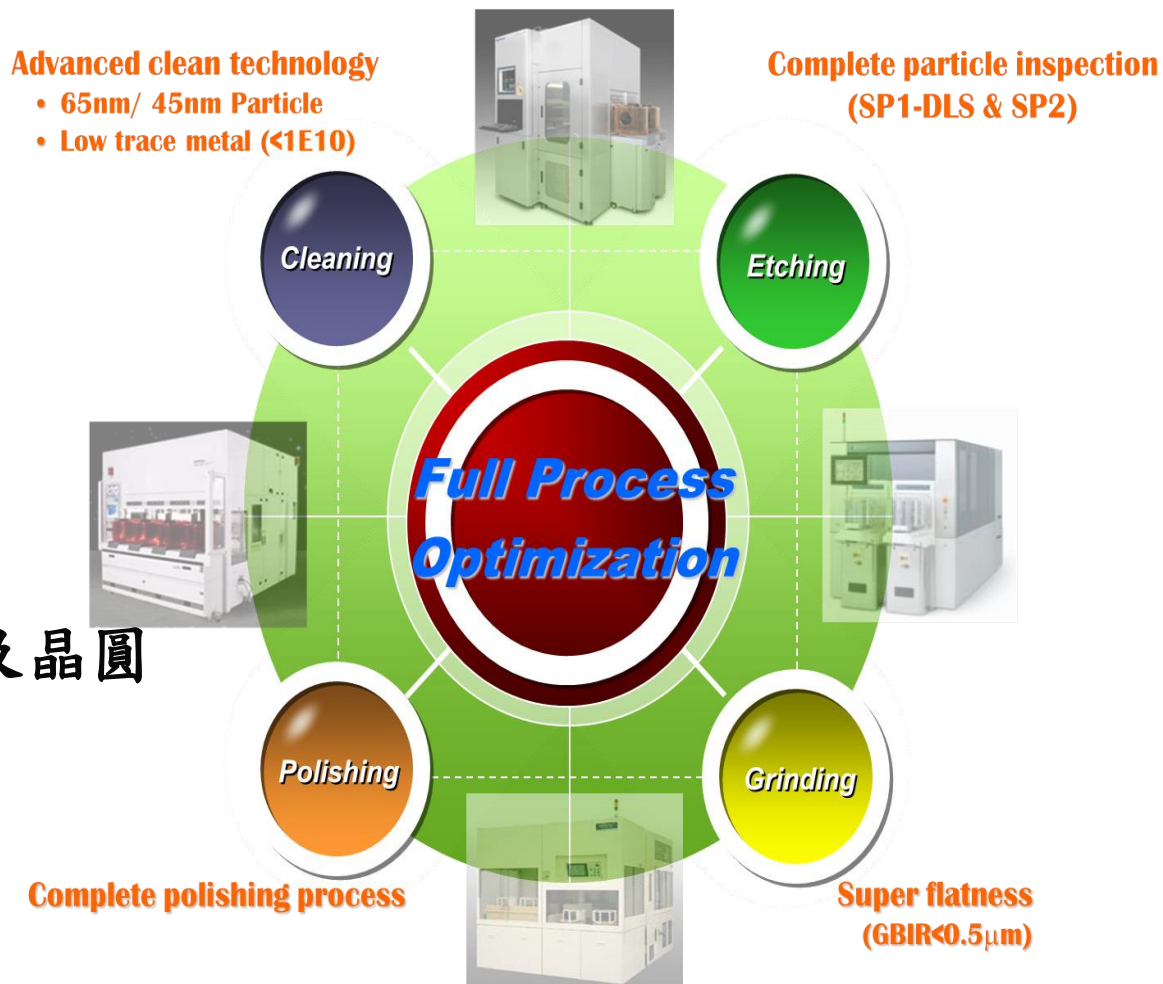 Advanced clean technology
• 65nm/ 45nm Particle
• Low trace metal (<1E10)
Complete particle inspection
(SP1-DLS & SP2)
Cleaning
Etching
Full Process
Optimization
晶圓
Polishing
Grinding
Complete polishing process
Super flatness
(GBIR<0.5μm)